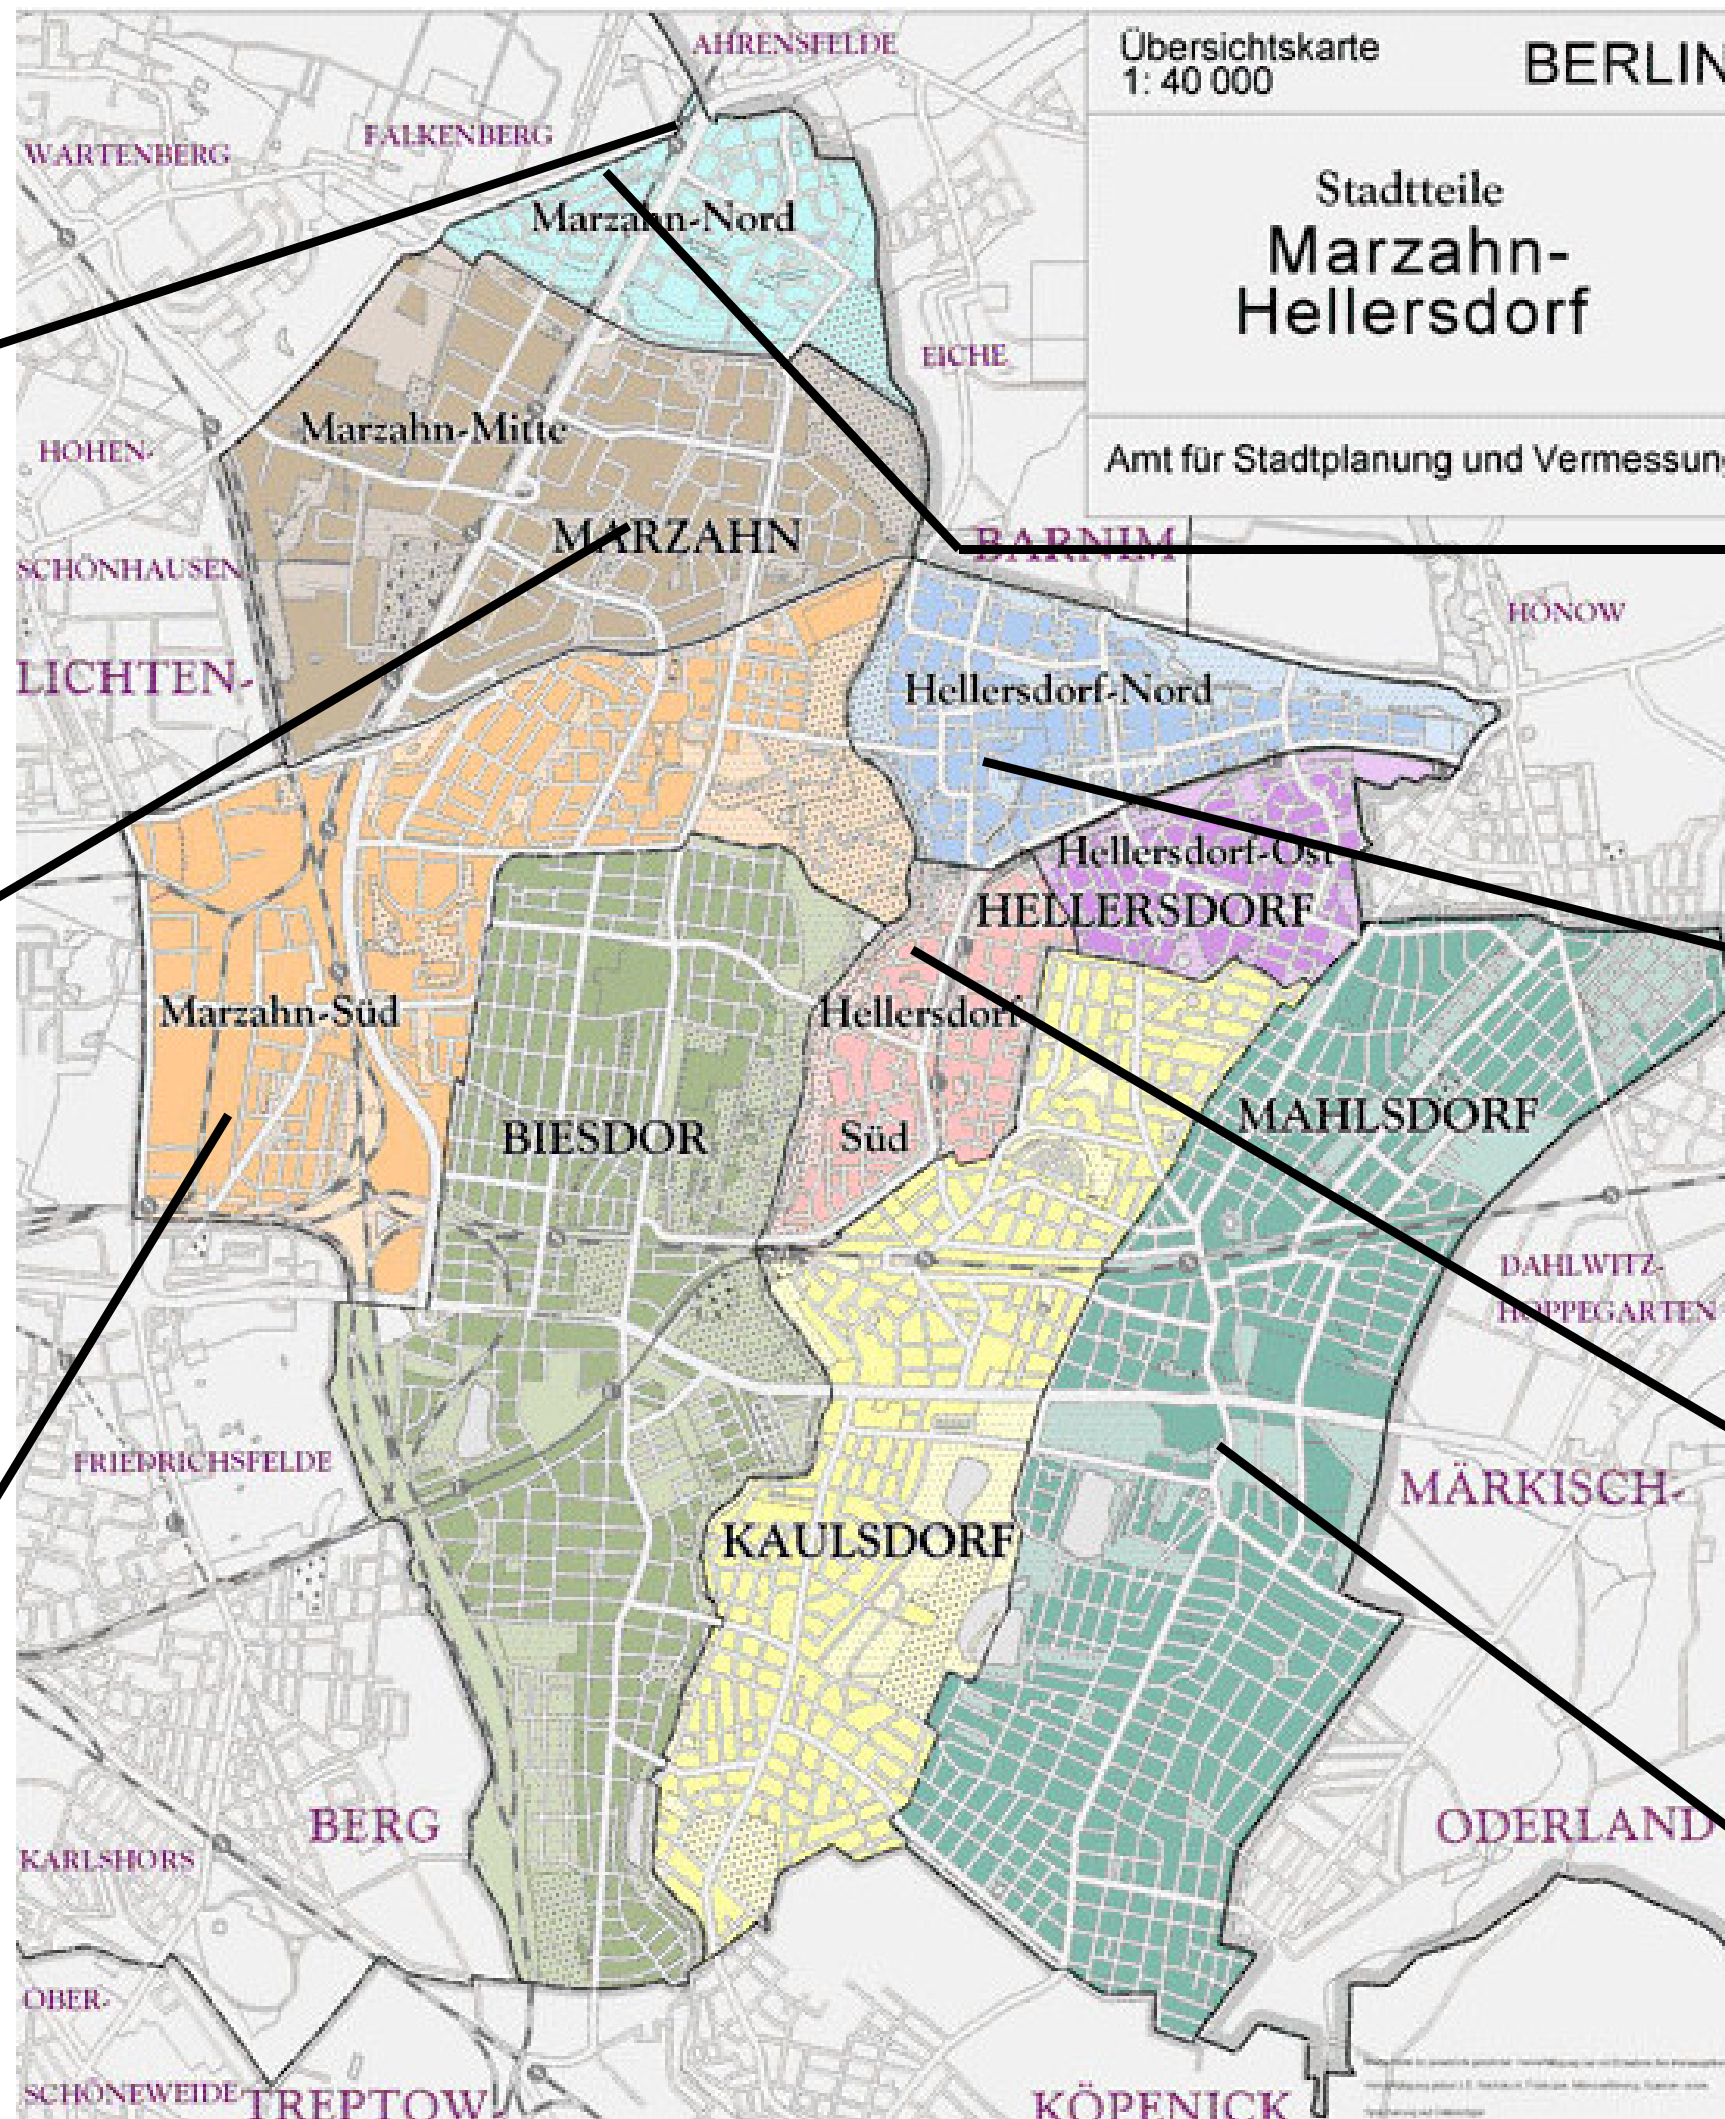 Übersichtskarte
1: 40 000
BERLIN
Stadtteile
Marzahn-
Hellersdorf
Amt für Stadtplanung und Vermessung
AHRENSFELDE
FALKENBERG
WARTENBERG
Marzahn-Nord
EICHE
Marzahn-Mitte
HOHEN-
SCHÖNHAUSEN
MARZAHN
BARNIM
HÖNOW
LICHTEN-
Hellersdorf-Nord
Hellersdorf-Ost
HELLERSDORF
Marzahn-Süd
Hellersdorf
Süd
BIESDOR
MAHLSDORF
DAHLWITZ-
HOPPEGARTEN
FRIEDRICHSFELDE
MÄRKISCH-
KAULSDORF
BERG
ODERLAND
KARLSHORS
OBER-
SCHÖNEWEIDE
TREPTOW-
KÖPENICK